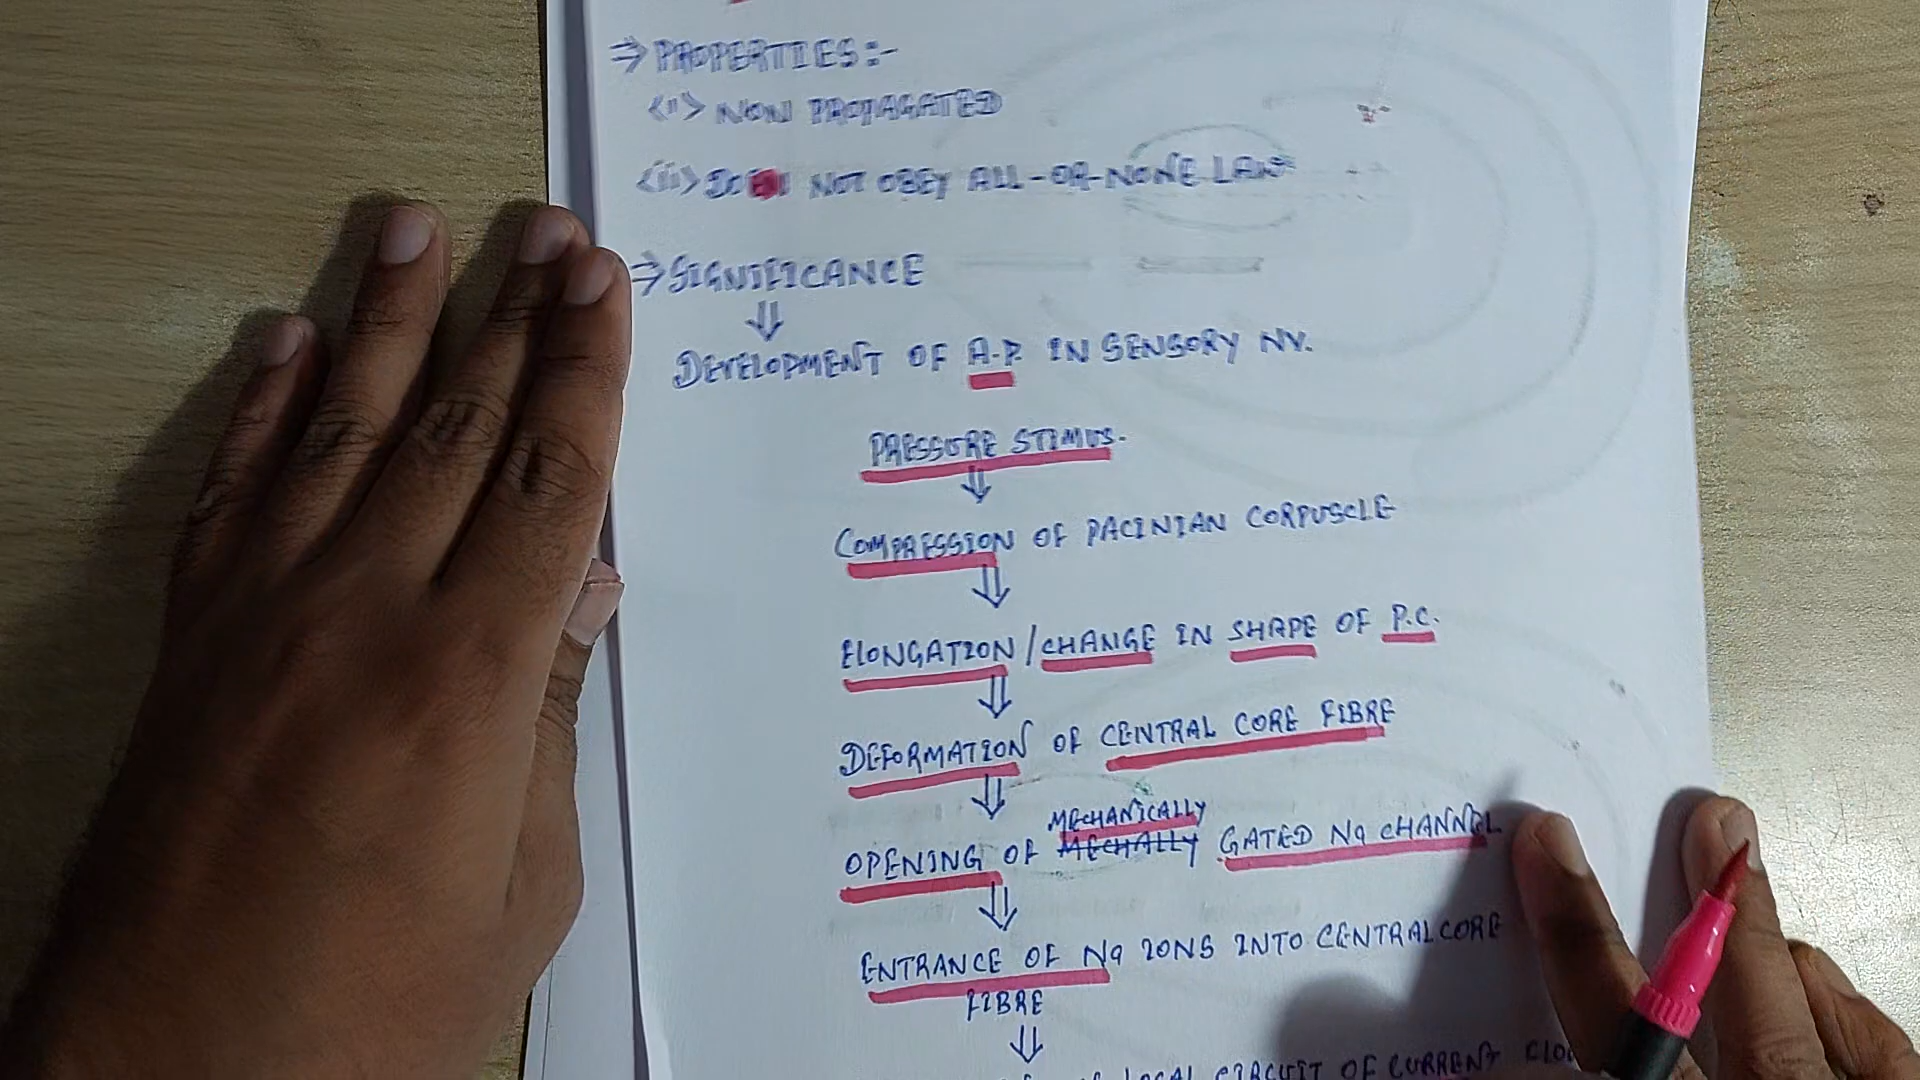 ⇒ PROPERTIES:-
<i> NON PROPAGATED
<ii> DOES NOT OBEY ALL-OR-NONE LAW
⇒ SIGNIFICANCE
⇓
DEVELOPMENT OF A.P. IN SENSORY NV.
PRESSURE STIMUS.
⇓
COMPRESSION OF PACINIAN CORPUSCLE
⇓
ELONGATION / CHANGE IN SHAPE OF P.C.
⇓
DEFORMATION OF CENTRAL CORE FIBRE
⇓
MECHANICALLY
OPENING OF MECHALLY GATED Na CHANNEL
⇓
ENTRANCE OF Na IONS INTO CENTRAL CORE
FIBRE
⇓
LOCAL CIRCUIT OF CURRENT